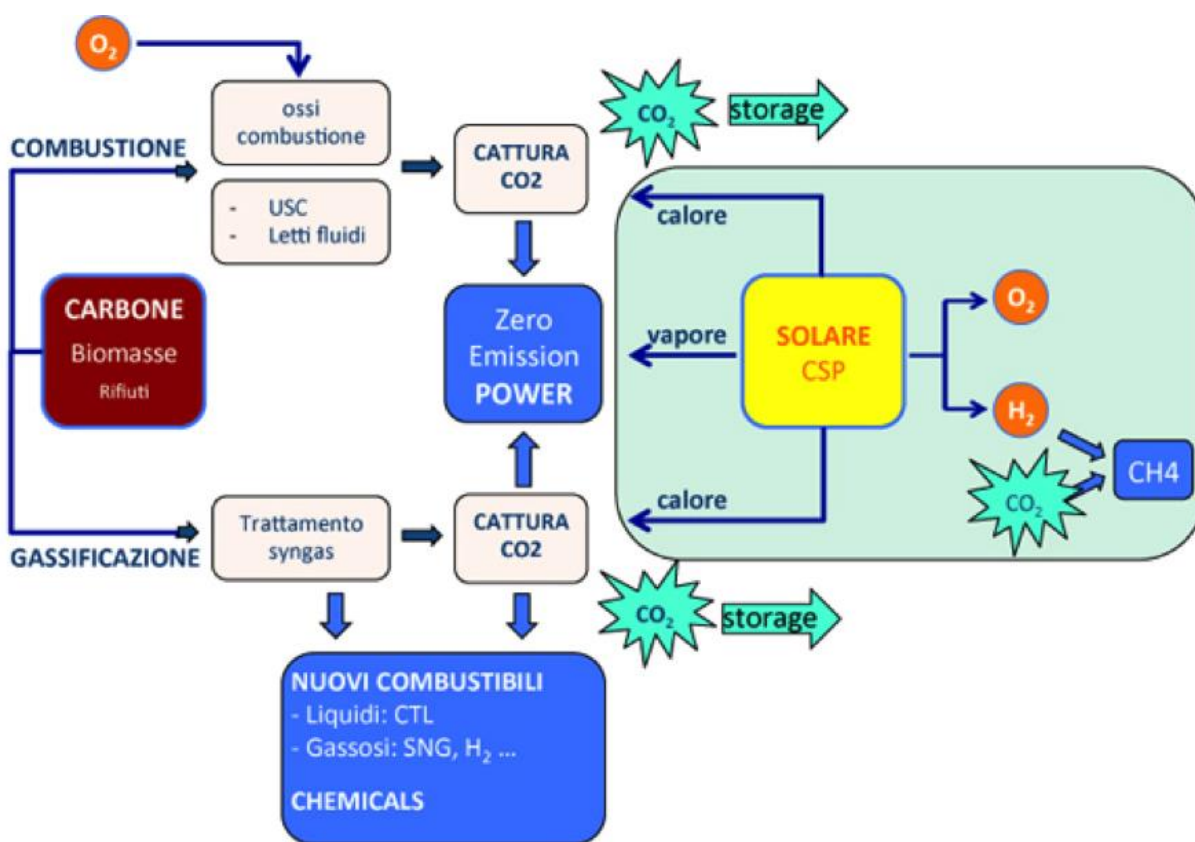 O2
ossi
combustione
CO2
storage
COMBUSTIONE
CATTURA
CO2
- USC
- Letti fluidi
calore
CARBONE
Biomasse
Rifiuti
Zero
Emission
POWER
vapore
SOLARE
CSP
O2
H2
CO2
CH4
calore
GASSIFICAZIONE
Trattamento
syngas
CATTURA
CO2
CO2
storage
NUOVI COMBUSTIBILI
- Liquidi: CTL
- Gassosi: SNG, H2 ...
CHEMICALS